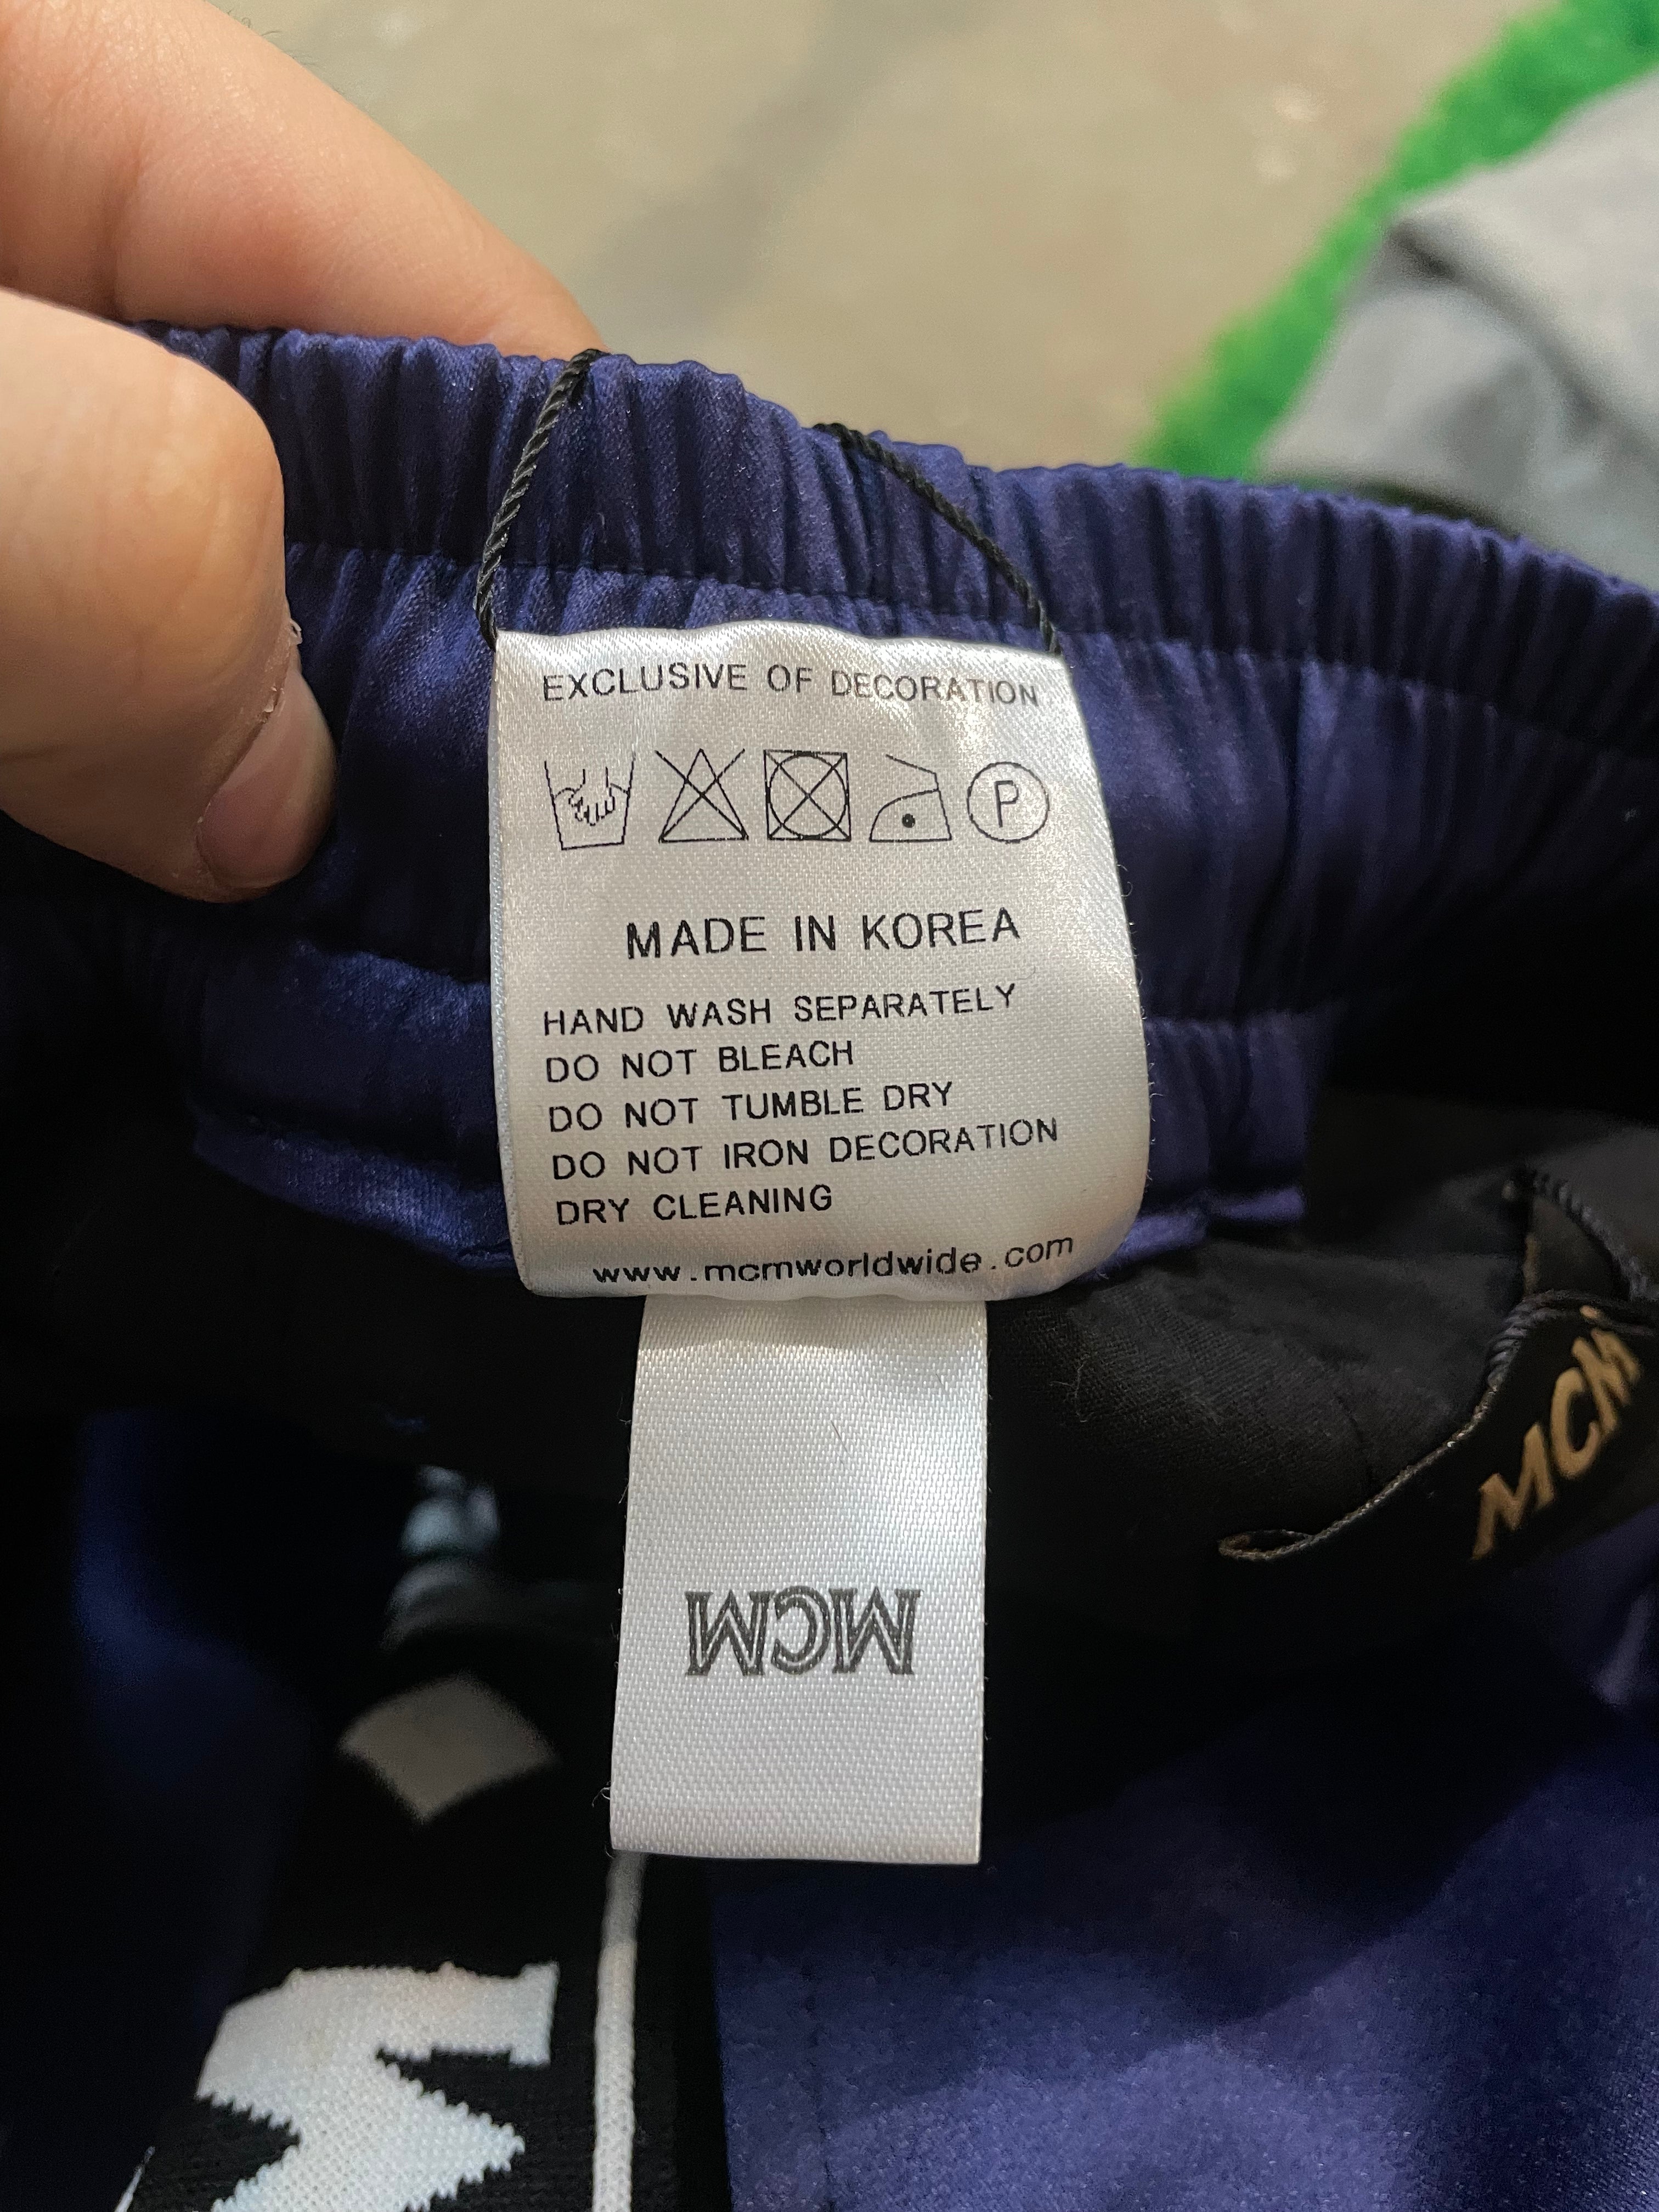 EXCLUSIVE OF DECORATION
P
MADE IN KOREA
HAND WASH SEPARATELY
DO NOT BLEACH
DO NOT TUMBLE DRY
DO NOT IRON DECORATION
DRY CLEANING
www.mcmworldwide.com
MCM
MCM